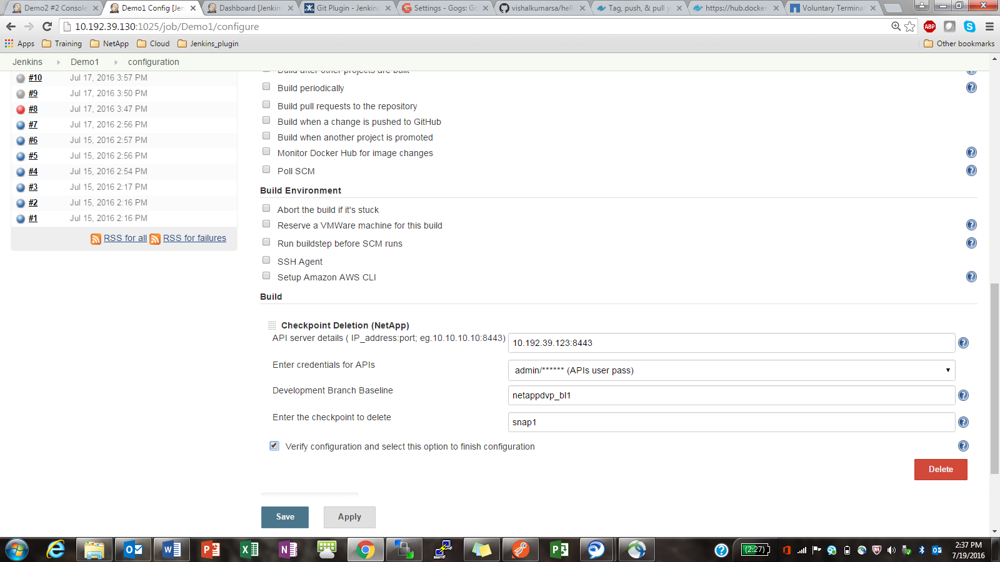 Demo2 #2 Console
Demo1 Config [Jen
Dashboard [Jenkin
Git Plugin - Jenkins
Settings - Gogs: Go
vishalkumarsa/hell
Tag, push, & pull y
https://hub.docker
Voluntary Termina
10.192.39.130:1025/job/Demo1/configure
ABP
Apps Training NetApp Cloud Jenkins_plugin Other bookmarks
Jenkins Demo1 configuration
#10 Jul 17, 2016 3:57 PM
#9 Jul 17, 2016 3:50 PM
#8 Jul 17, 2016 3:47 PM
#7 Jul 17, 2016 2:56 PM
#6 Jul 15, 2016 2:57 PM
#5 Jul 15, 2016 2:56 PM
#4 Jul 15, 2016 2:54 PM
#3 Jul 15, 2016 2:17 PM
#2 Jul 15, 2016 2:16 PM
#1 Jul 15, 2016 2:16 PM
RSS for all RSS for failures
Build after other projects are built
Build periodically
Build pull requests to the repository
Build when a change is pushed to GitHub
Build when another project is promoted
Monitor Docker Hub for image changes
Poll SCM
Build Environment
Abort the build if it's stuck
Reserve a VMWare machine for this build
Run buildstep before SCM runs
SSH Agent
Setup Amazon AWS CLI
Build
Checkpoint Deletion (NetApp)
API server details ( IP_address:port; eg.10.10.10.10:8443) 10.192.39.123:8443
Enter credentials for APIs admin/****** (APIs user pass)
Development Branch Baseline netappdvp_bl1
Enter the checkpoint to delete snap1
Verify configuration and select this option to finish configuration
Delete
Save Apply
(2:27)
2:37 PM
7/19/2016